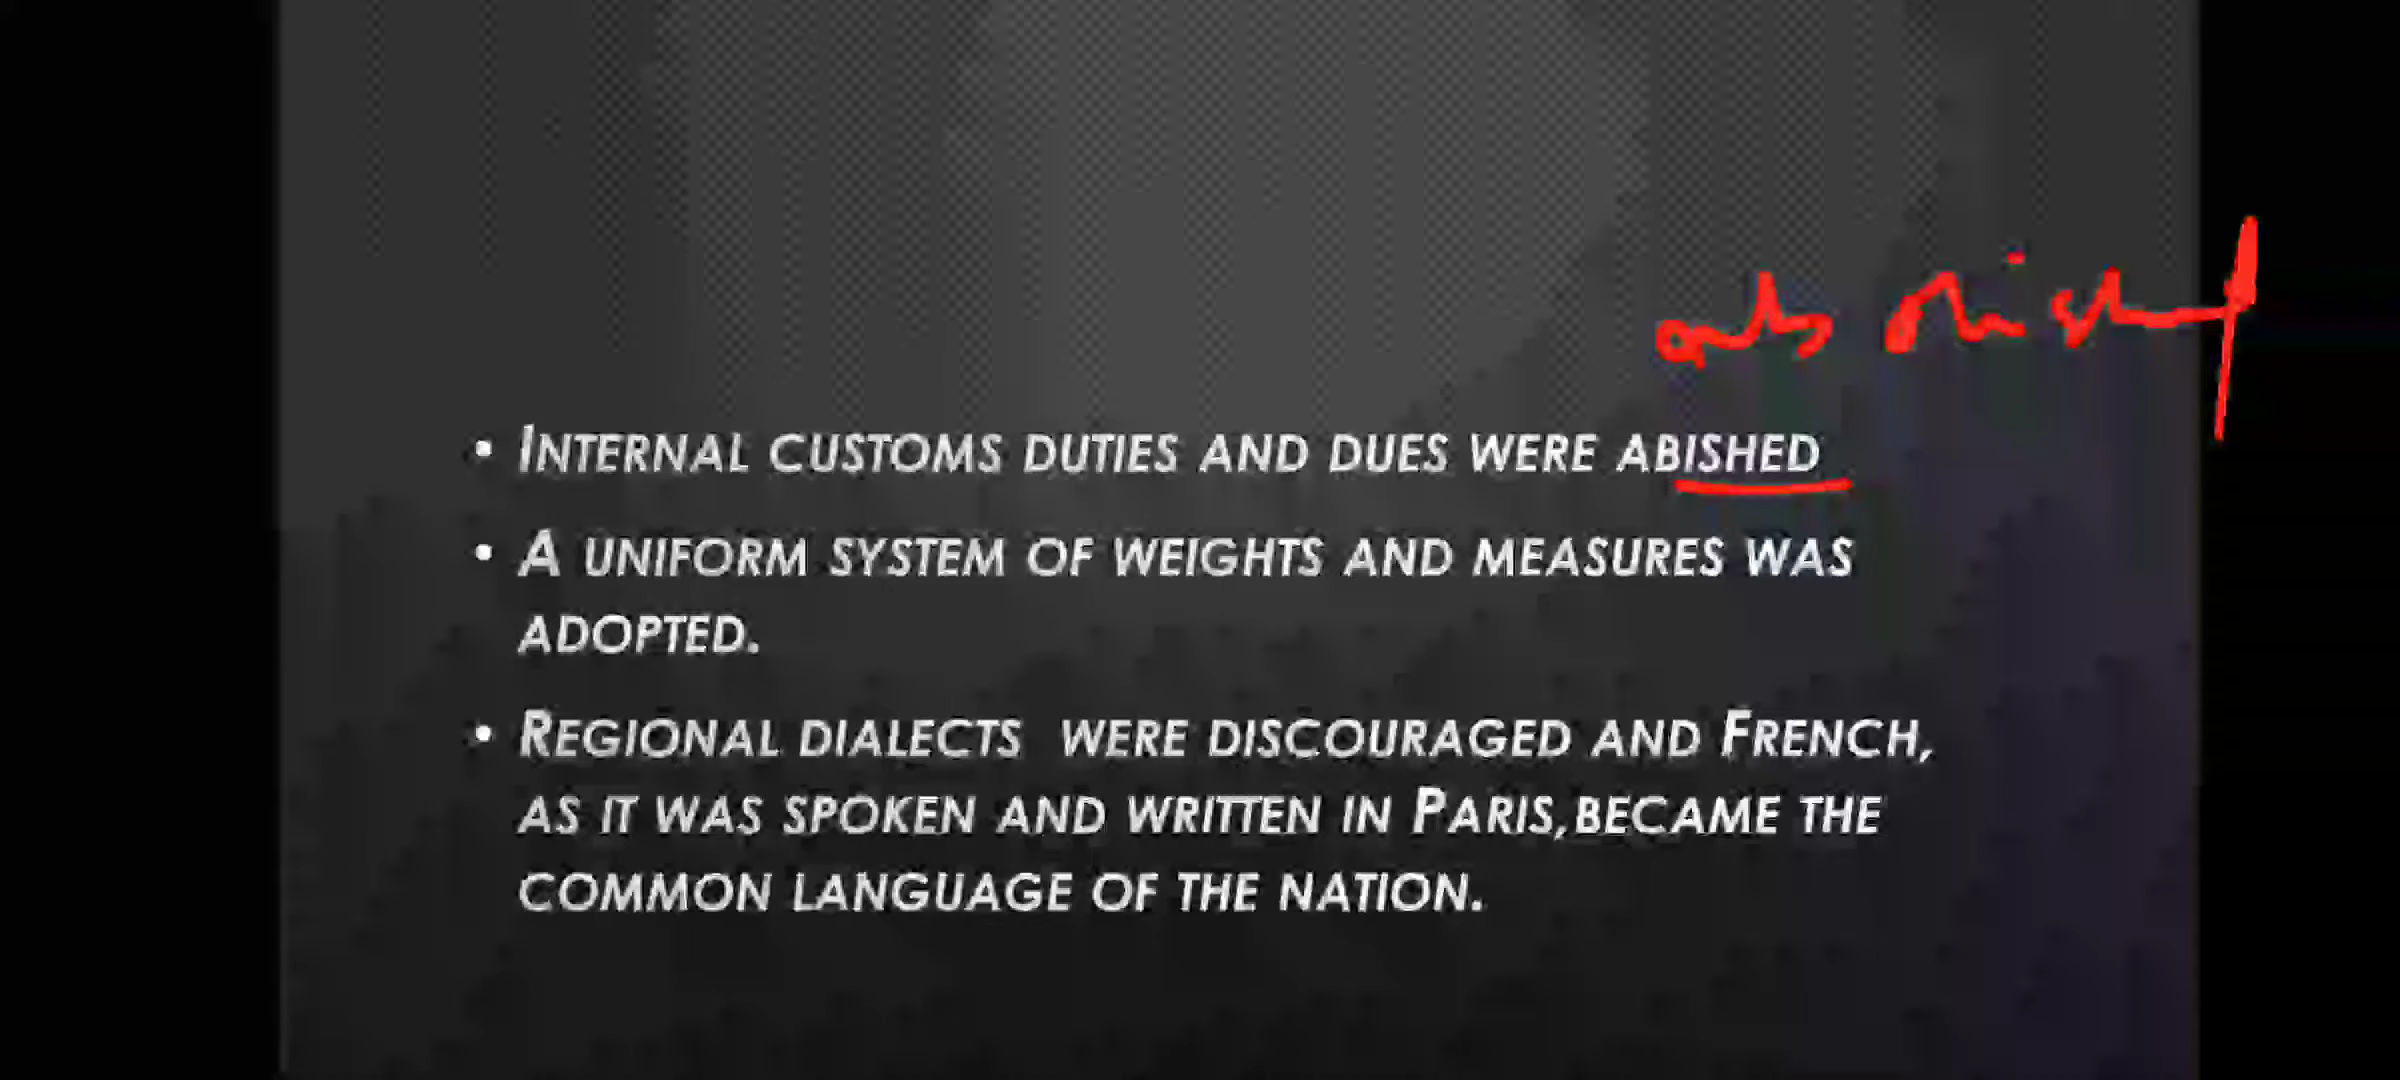 • INTERNAL CUSTOMS DUTIES AND DUES WERE ABISHED
• A UNIFORM SYSTEM OF WEIGHTS AND MEASURES WAS
ADOPTED.
• REGIONAL DIALECTS WERE DISCOURAGED AND FRENCH,
AS IT WAS SPOKEN AND WRITTEN IN PARIS,BECAME THE
COMMON LANGUAGE OF THE NATION.